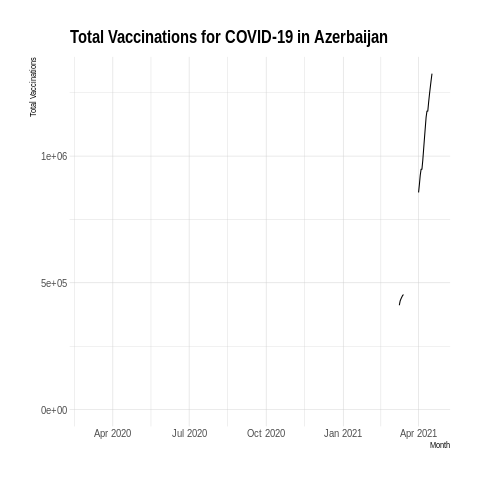 Total Vaccinations for COVID-19 in Azerbaijan
Total Vaccinations
1e+06
5e+05
0e+00
Apr 2020 Jul 2020 Oct 2020 Jan 2021 Apr 2021
Month